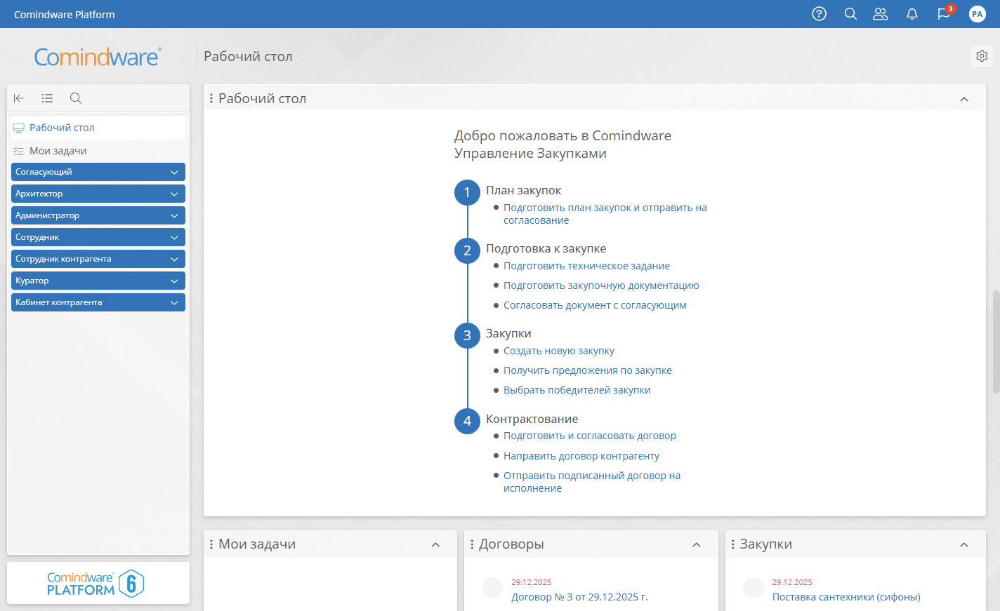 Comindware Platform
3
PA
Comindware®
Рабочий стол
Рабочий стол
Мои задачи
Согласующий
Архитектор
Администратор
Сотрудник
Сотрудник контрагента
Куратор
Кабинет контрагента
Comindware®
PLATFORM 6
Рабочий стол
Добро пожаловать в Comindware
Управление Закупками
1 План закупок
Подготовить план закупок и отправить на
согласование
2 Подготовка к закупке
Подготовить техническое задание
Подготовить закупочную документацию
Согласовать документ с согласующим
3 Закупки
Создать новую закупку
Получить предложения по закупке
Выбрать победителей закупки
4 Контрактование
Подготовить и согласовать договор
Направить договор контрагенту
Отправить подписанный договор на
исполнение
Мои задачи
Договоры
29.12.2025
Договор № 3 от 29.12.2025 г.
Закупки
29.12.2025
Поставка сантехники (сифоны)